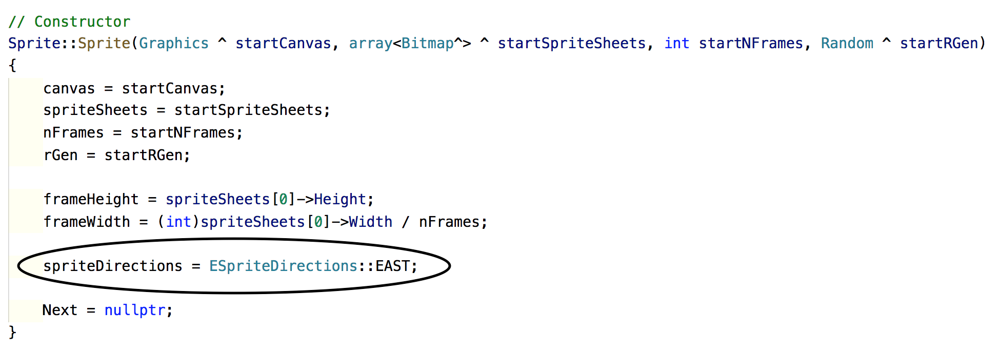 // Constructor
Sprite::Sprite(Graphics ^ startCanvas, array<Bitmap^> ^ startSpriteSheets, int startNFrames, Random ^ startRGen)
{
canvas = startCanvas;
spriteSheets = startSpriteSheets;
nFrames = startNFrames;
rGen = startRGen;
frameHeight = spriteSheets[0]->Height;
frameWidth = (int)spriteSheets[0]->Width / nFrames;
spriteDirections = ESpriteDirections::EAST;
Next = nullptr;
}